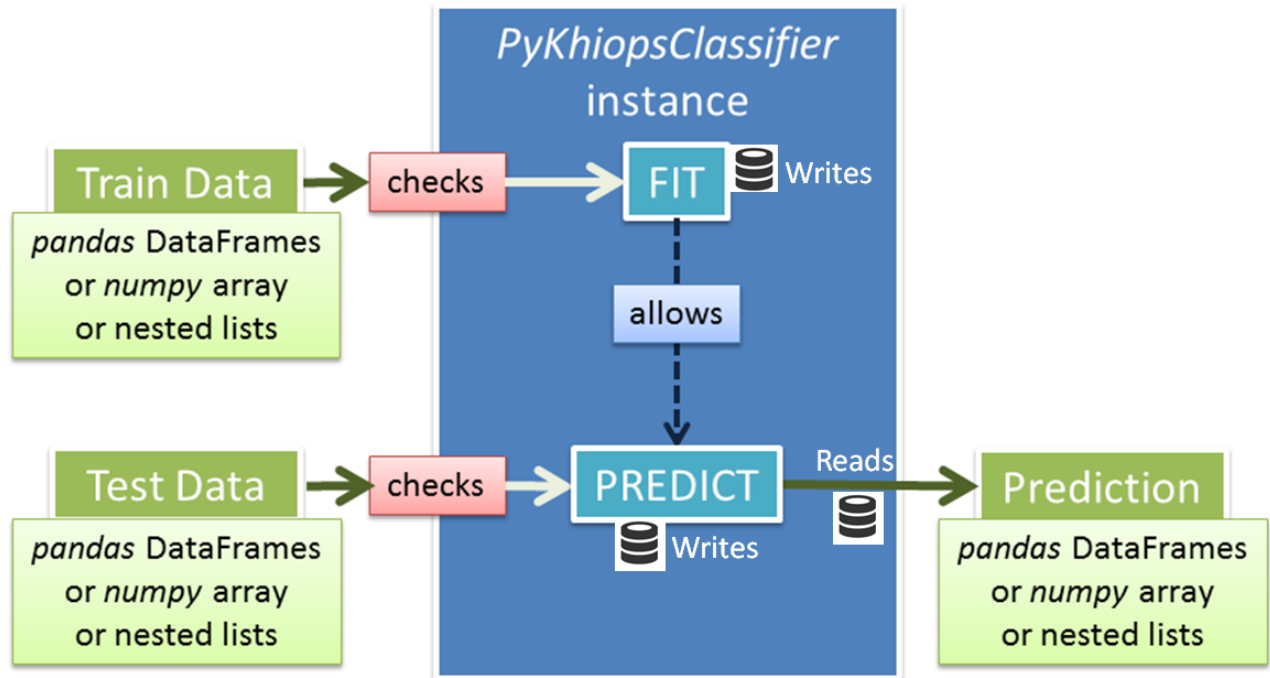 PyKhiopsClassifier
instance
Train Data
checks
FIT
Writes
pandas DataFrames
or numpy array
or nested lists
allows
Test Data
checks
PREDICT
Reads
Prediction
Writes
pandas DataFrames
or numpy array
or nested lists
pandas DataFrames
or numpy array
or nested lists